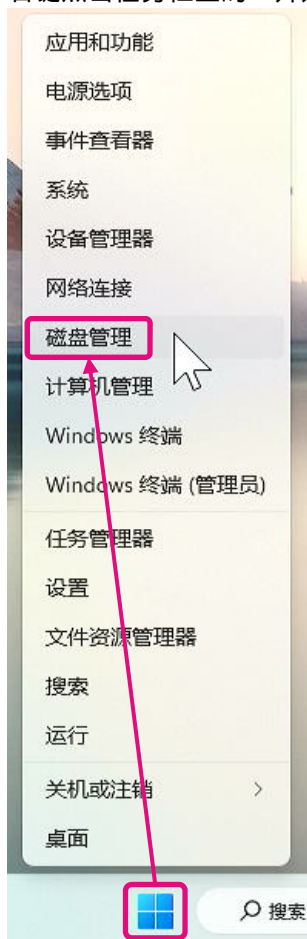 应用和功能
电源选项
事件查看器
系统
设备管理器
网络连接
磁盘管理
计算机管理
Windows 终端
Windows 终端 (管理员)
任务管理器
设置
文件资源管理器
搜索
运行
关机或注销
桌面
搜索